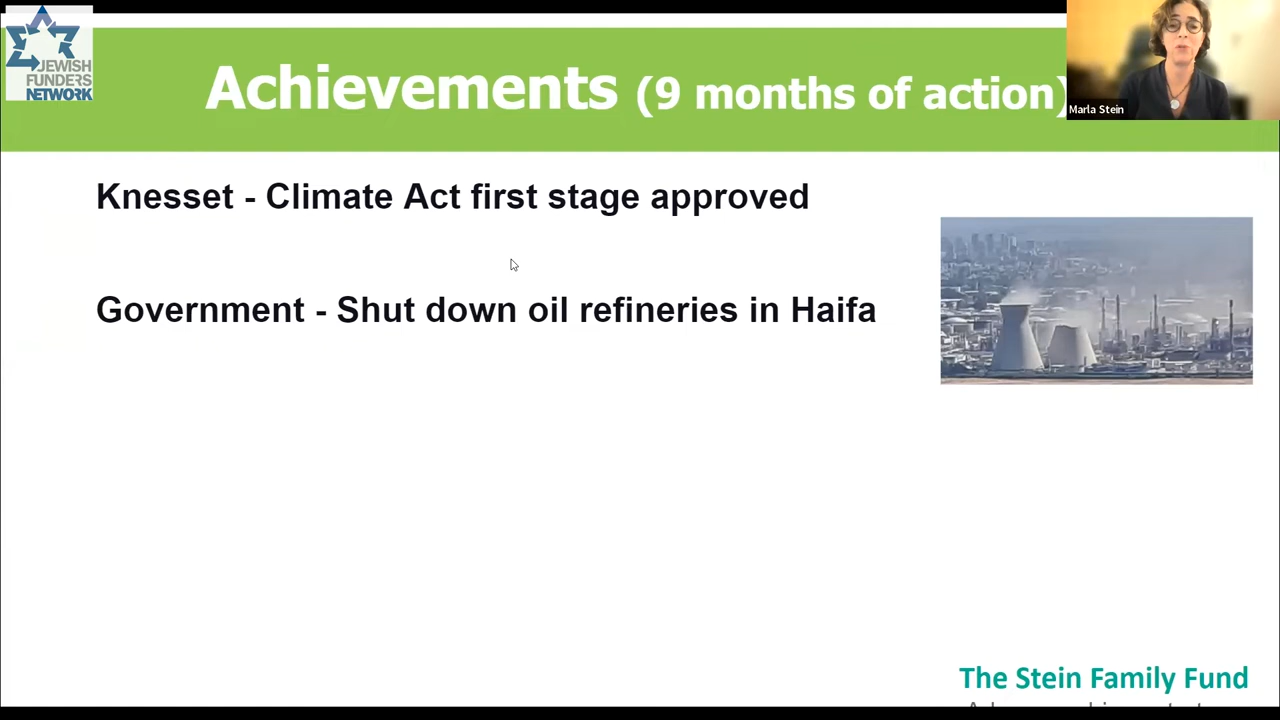 JEWISH
FUNDERS
NETWORK
Achievements (9 months of action)
Marla Stein
Knesset - Climate Act first stage approved
Government - Shut down oil refineries in Haifa
The Stein Family Fund